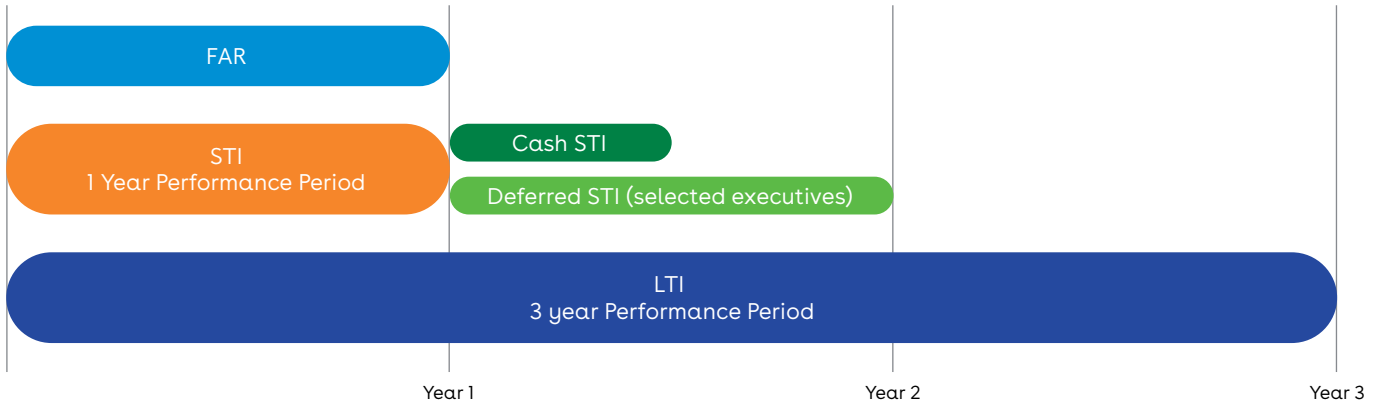 FAR
STI
1 Year Performance Period
Cash STI
Deferred STI (selected executives)
LTI
3 year Performance Period
Year 1
Year 2
Year 3